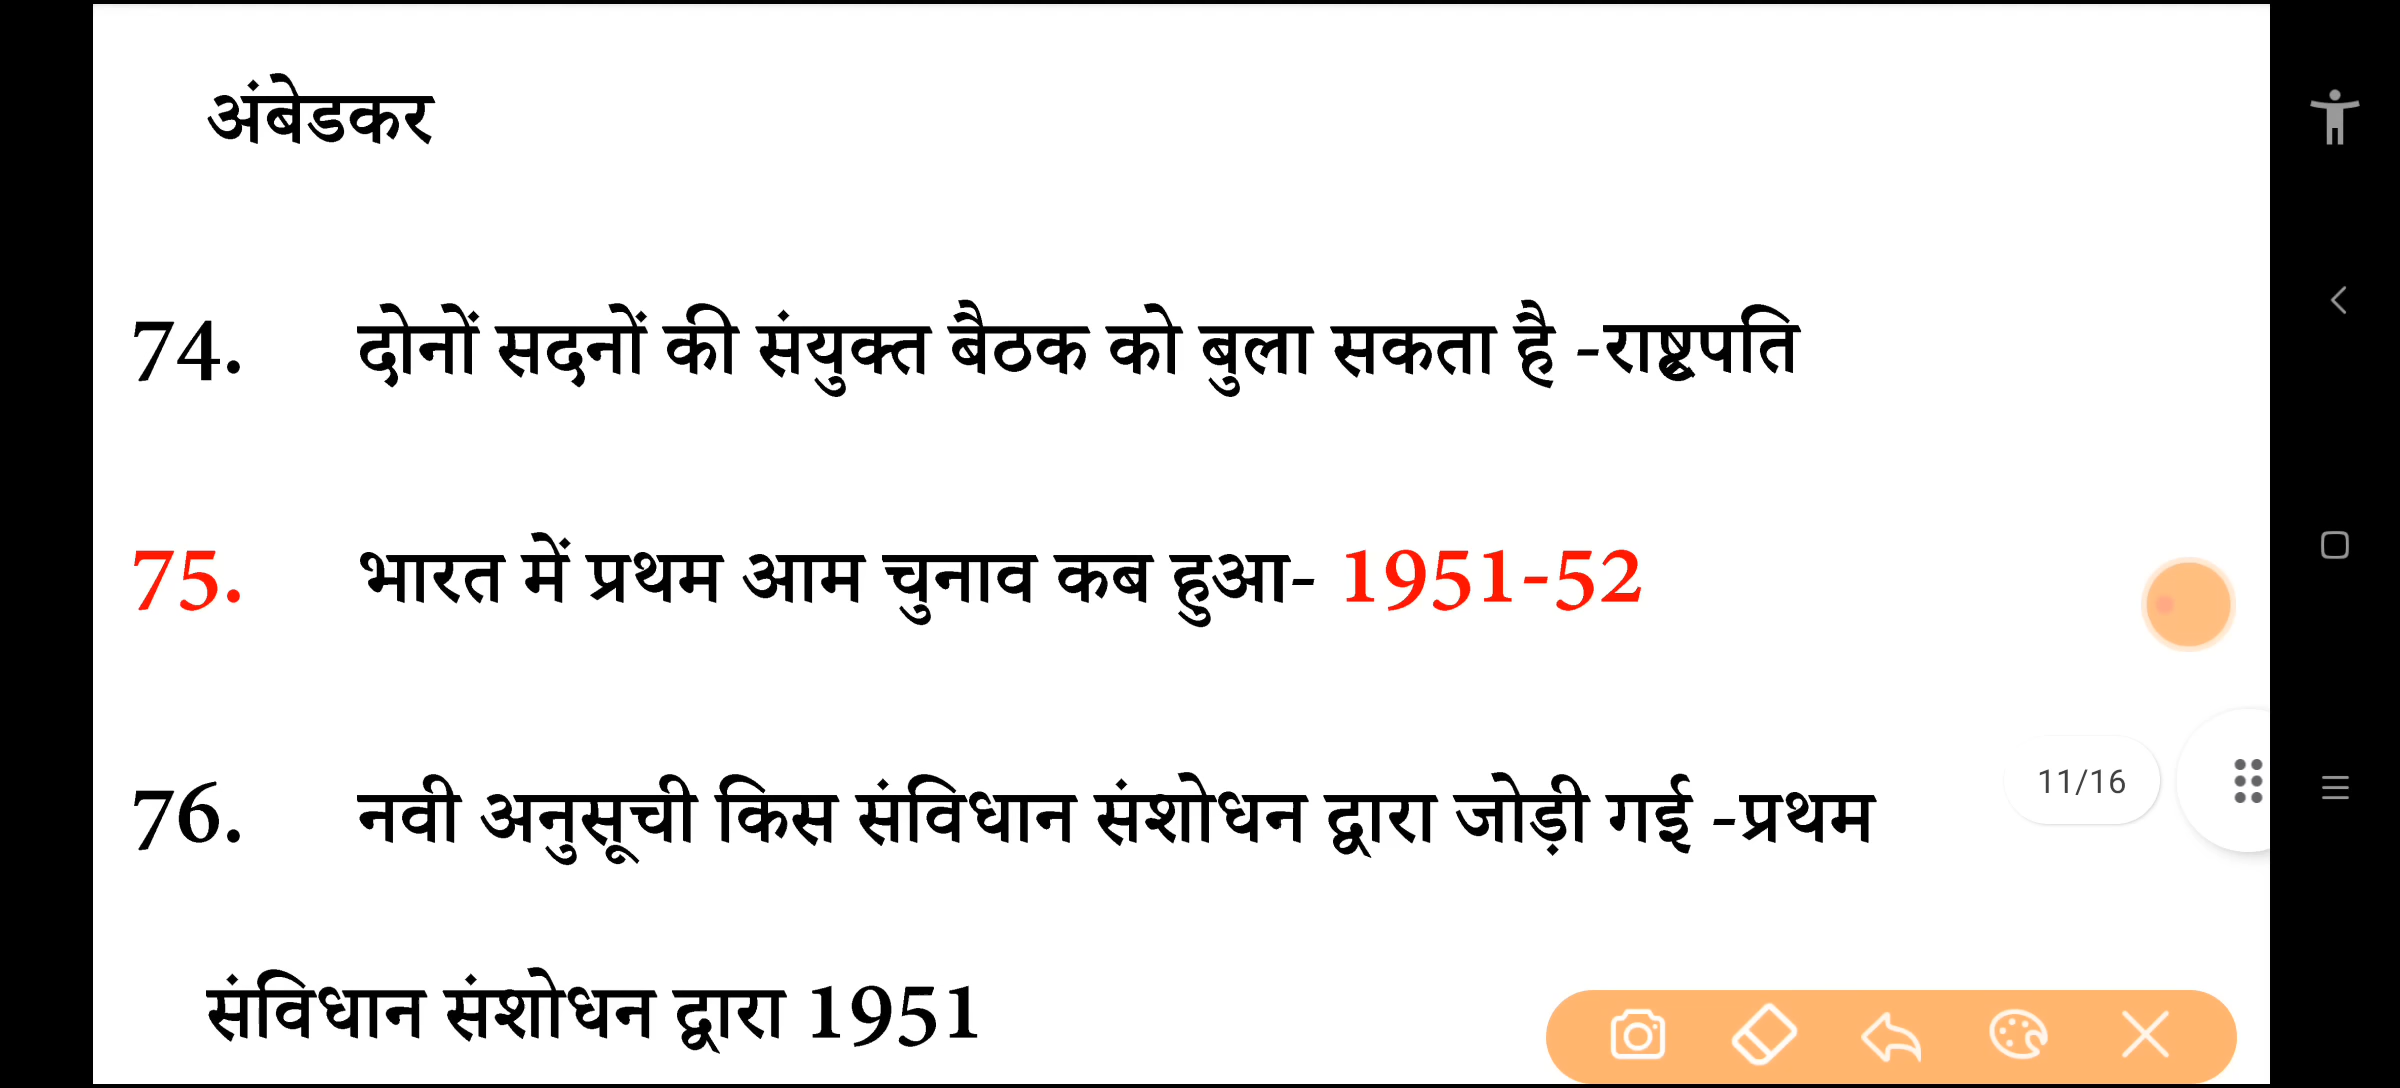 अंबेडकर
74. दोनों सदनों की संयुक्त बैठक को बुला सकता है -राष्ट्रपति
75. भारत में प्रथम आम चुनाव कब हुआ- 1951-52
76. नवी अनुसूची किस संविधान संशोधन द्वारा जोड़ी गई -प्रथम
11/16
संविधान संशोधन द्वारा 1951